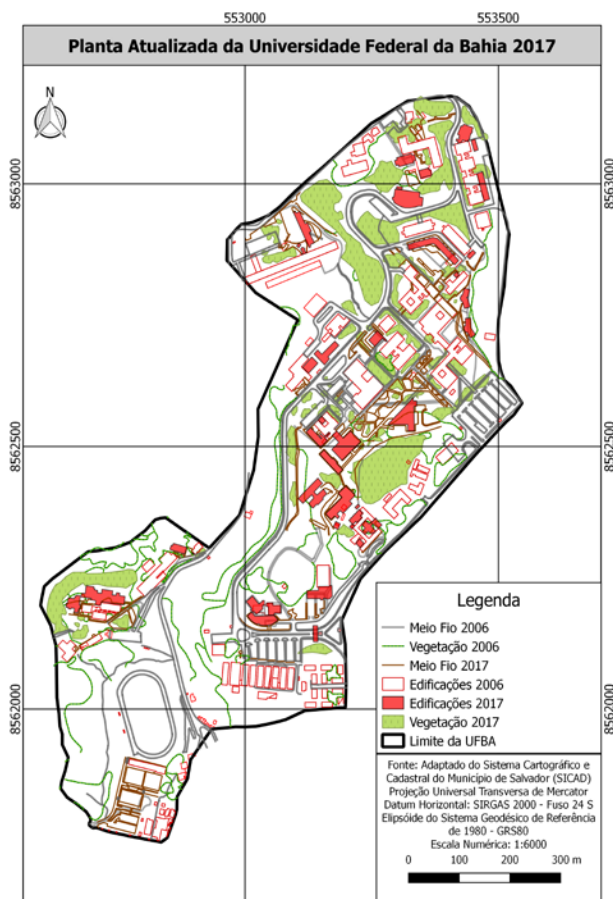 553000 553500
Planta Atualizada da Universidade Federal da Bahia 2017
N
8563000 8563000
8562500 8562500
8562000 8562000
Legenda
Meio Fio 2006
Vegetação 2006
Meio Fio 2017
Edificações 2006
Edificações 2017
Vegetação 2017
Limite da UFBA
Fonte: Adaptado do Sistema Cartográfico e
Cadastral do Município de Salvador (SICAD)
Projeção Universal Transversa de Mercator
Datum Horizontal: SIRGAS 2000 - Fuso 24 S
Elipsóide do Sistema Geodésico de Referência
de 1980 - GRS80
Escala Numérica: 1:6000
0 100 200 300 m
553000 553500